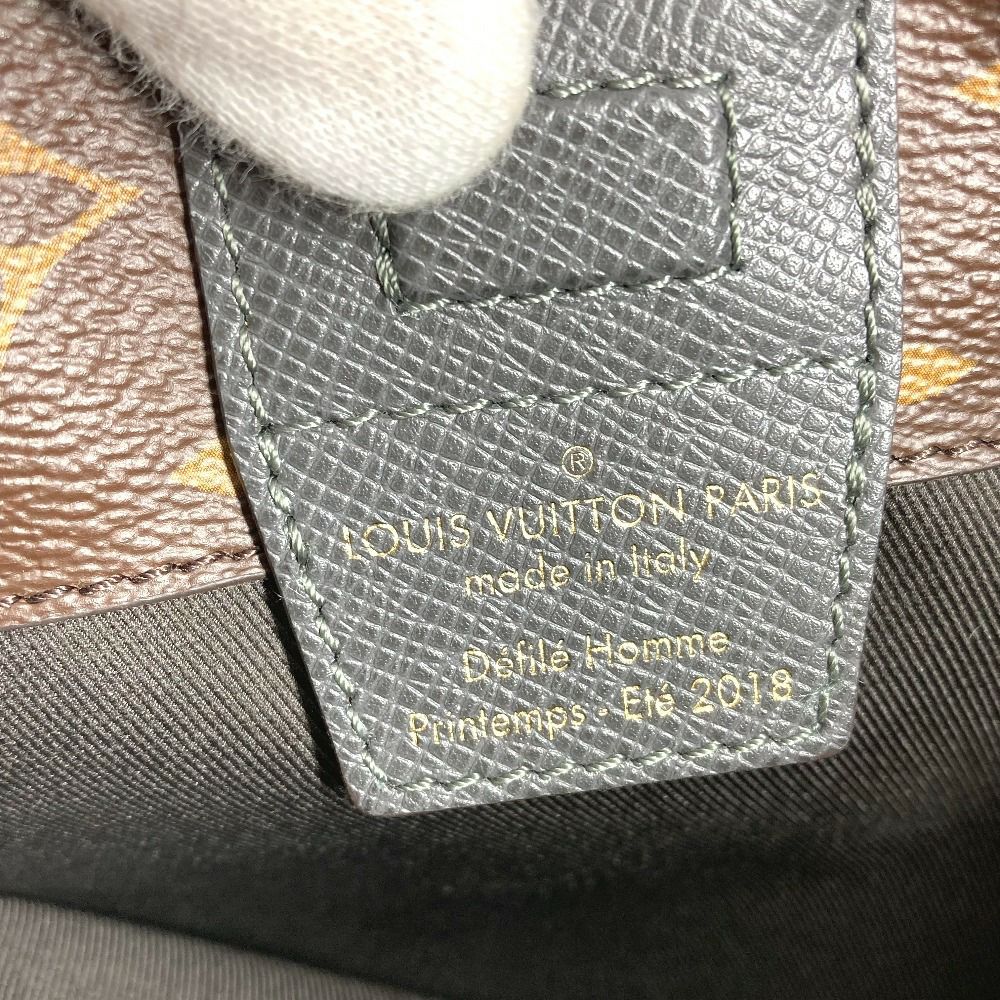 ®
LOUIS VUITTON PARIS
made in Italy
Défilé Homme
Printemps - Eté 2018